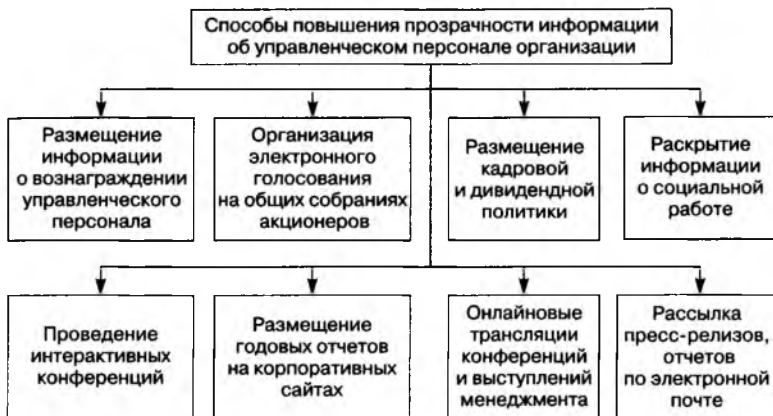 Способы повышения прозрачности информации
об управленческом персонале организации
Размещение
информации
о вознаграждении
управленческого
персонала
Организация
электронного
голосования
на общих собраниях
акционеров
Размещение
кадровой
и дивидендной
политики
Раскрытие
информации
о социальной
работе
Проведение
интерактивных
конференций
Размещение
годовых отчетов
на корпоративных
сайтах
Онлайновые
трансляции
конференций
и выступлений
менеджмента
Рассылка
пресс-релизов,
отчетов
по электронной
почте